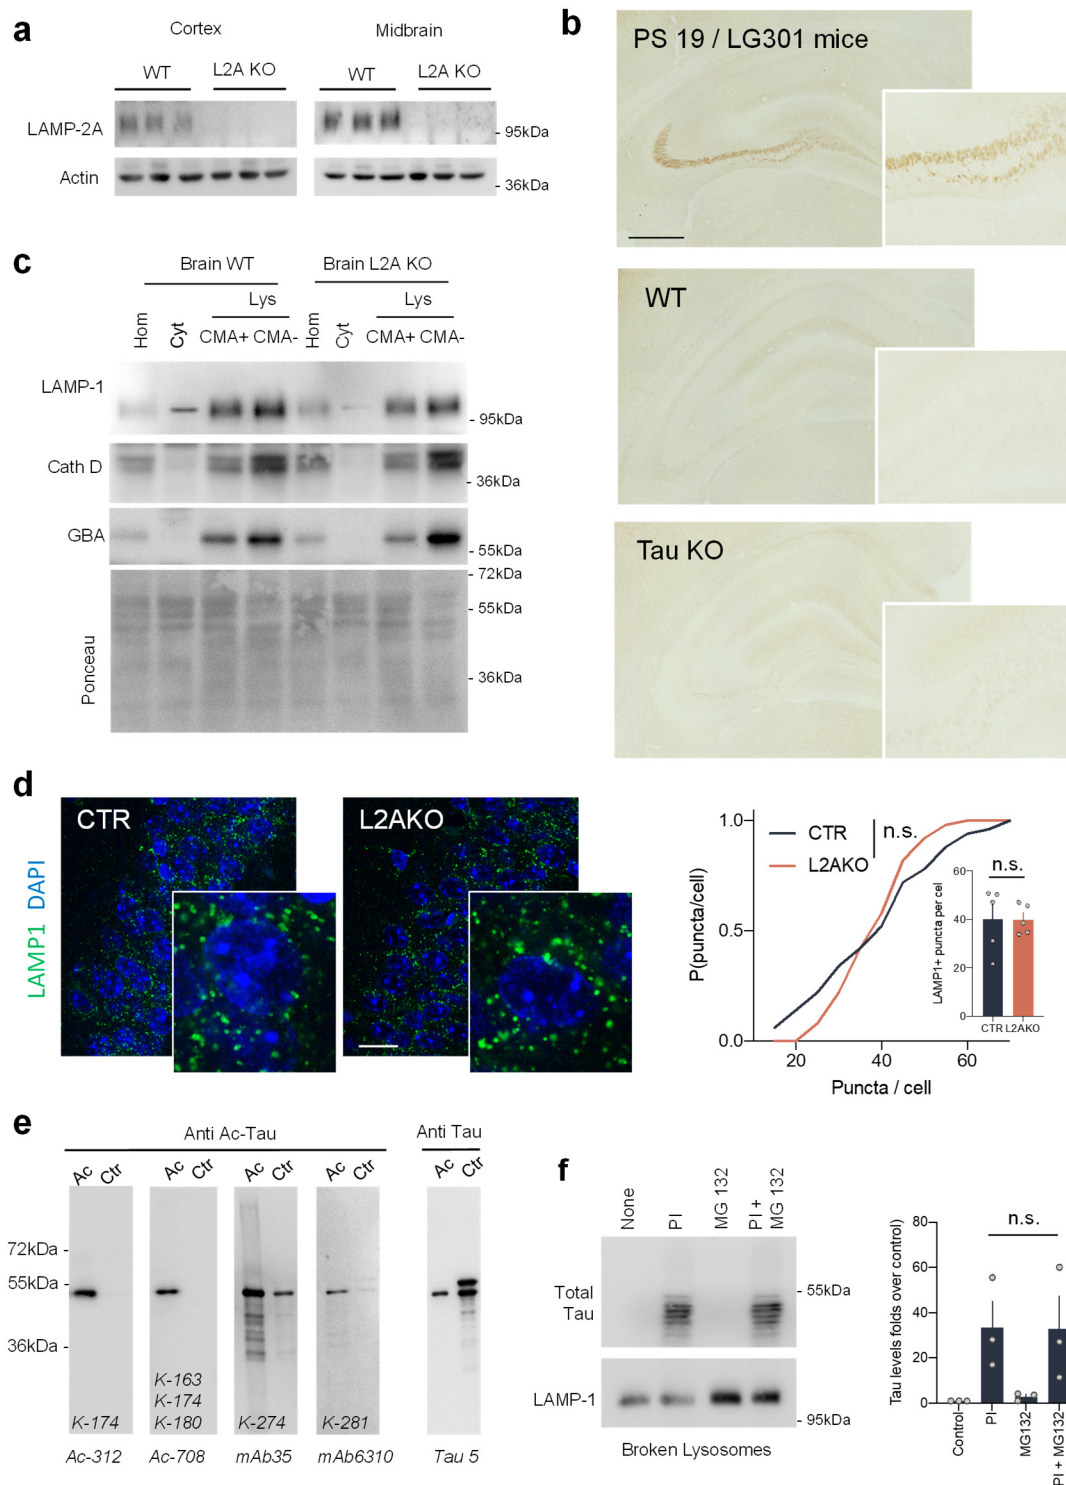 a
Cortex
Midbrain
WT
L2A KO
WT
L2A KO
LAMP-2A
- 95kDa
Actin
- 36kDa
b
PS 19 / LG301 mice
WT
Tau KO
c
Brain WT
Brain L2A KO
Lys
Lys
Hom
Cyt
CMA+ CMA-
Hom
Cyt
CMA+ CMA-
LAMP-1
- 95kDa
Cath D
- 36kDa
GBA
- 55kDa
- 72kDa
- 55kDa
- 36kDa
Ponceau
d
LAMP1 DAPI
CTR
L2AKO
P(puncta/cell)
1.0
0.5
0.0
CTR
L2AKO
n.s.
20
40
60
Puncta / cell
LAMP1+ puncta per cel
60
40
20
0
n.s.
CTR L2AKO
e
Anti Ac-Tau
Anti Tau
Ac Ctr
Ac Ctr
Ac Ctr
Ac Ctr
Ac Ctr
72kDa -
55kDa -
36kDa -
K-174
K-163
K-174
K-180
K-274
K-281
Ac-312
Ac-708
mAb35
mAb6310
Tau 5
f
None
PI
MG 132
PI +
MG 132
Total
Tau
- 55kDa
LAMP-1
- 95kDa
Broken Lysosomes
Tau levels folds over control)
80
60
40
20
0
n.s.
Control
PI
MG132
PI + MG132